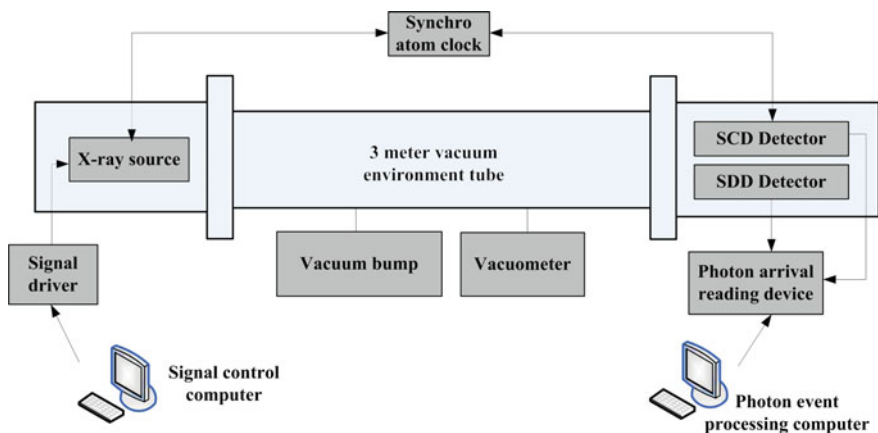 Synchro
atom clock
X-ray source
3 meter vacuum
environment tube
SCD Detector
SDD Detector
Signal
driver
Vacuum bump
Vacuometer
Photon arrival
reading device
Signal control
computer
Photon event
processing computer